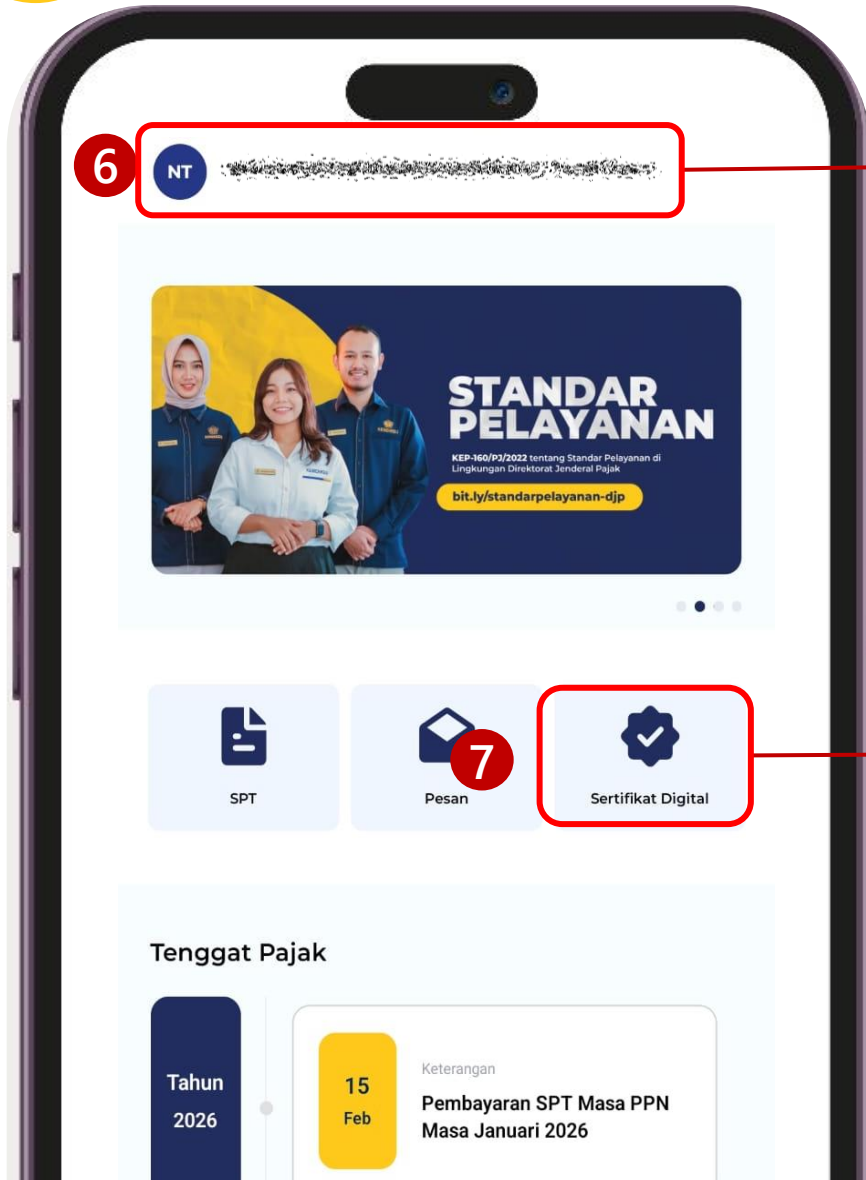 6
NT
STANDAR
PELAYANAN
KEP-160/PJ/2022 tentang Standar Pelayanan di
Lingkungan Direktorat Jenderal Pajak
bit.ly/standarpelayanan-djp
7
SPT
Pesan
Sertifikat Digital
Tenggat Pajak
Tahun
2026
15
Feb
Keterangan
Pembayaran SPT Masa PPN
Masa Januari 2026